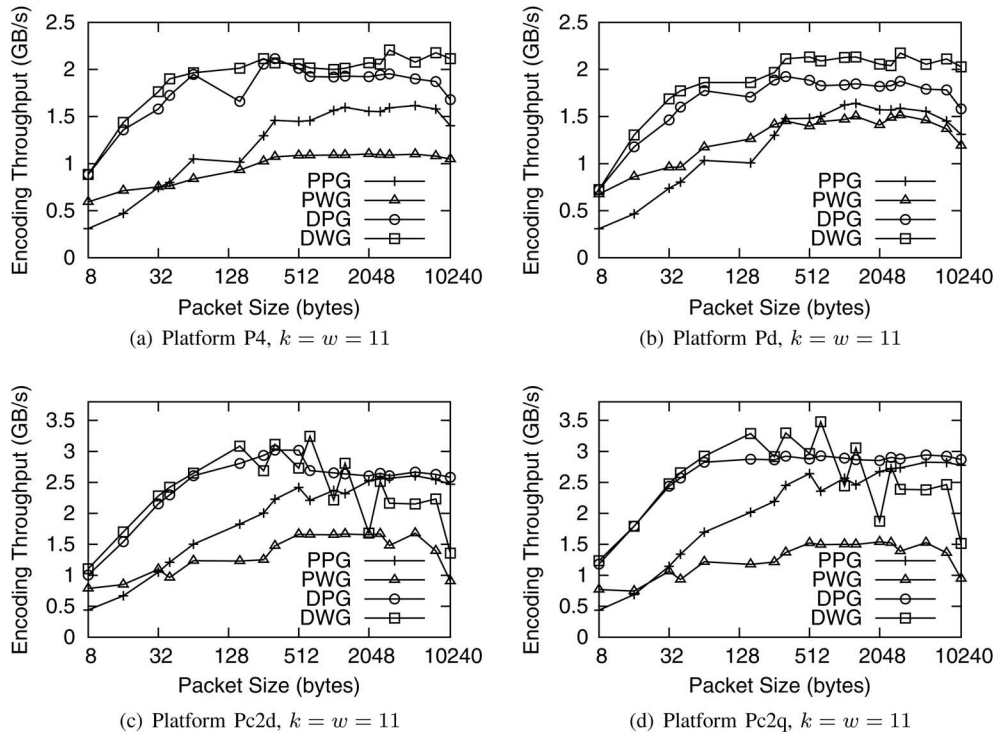 Encoding Throughput (GB/s)
2.5
2
1.5
1
0.5
0
PPG
PWG
DPG
DWG
8 32 128 512 2048 10240
Packet Size (bytes)
(a) Platform P4, k = w = 11
Encoding Throughput (GB/s)
2.5
2
1.5
1
0.5
0
PPG
PWG
DPG
DWG
8 32 128 512 2048 10240
Packet Size (bytes)
(b) Platform Pd, k = w = 11
Encoding Throughput (GB/s)
3.5
3
2.5
2
1.5
1
0.5
0
PPG
PWG
DPG
DWG
8 32 128 512 2048 10240
Packet Size (bytes)
(c) Platform Pc2d, k = w = 11
Encoding Throughput (GB/s)
3.5
3
2.5
2
1.5
1
0.5
0
PPG
PWG
DPG
DWG
8 32 128 512 2048 10240
Packet Size (bytes)
(d) Platform Pc2q, k = w = 11